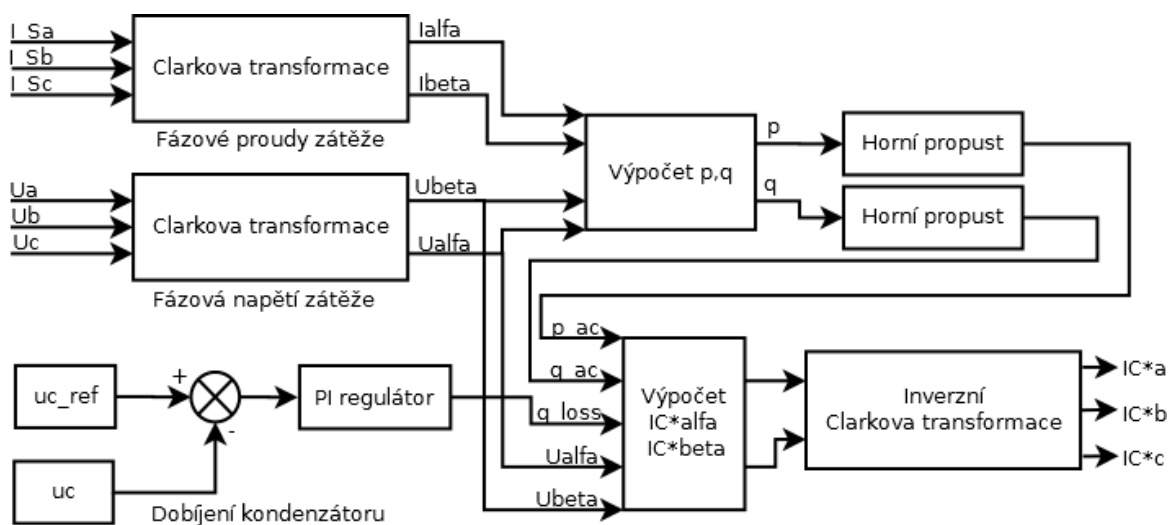 I_Sa
I_Sb
I_Sc
Clarkova transformace
Ialfa
Ibeta
Fázové proudy zátěže
Ua
Ub
Uc
Clarkova transformace
Ubeta
Ualfa
Fázová napětí zátěže
Výpočet p,q
p
q
Horní propust
Horní propust
uc_ref
+
-
uc
PI regulátor
Dobíjení kondenzátoru
p_ac
q_ac
q_loss
Ualfa
Ubeta
Výpočet
IC*alfa
IC*beta
Inverzní
Clarkova transformace
IC*a
IC*b
IC*c